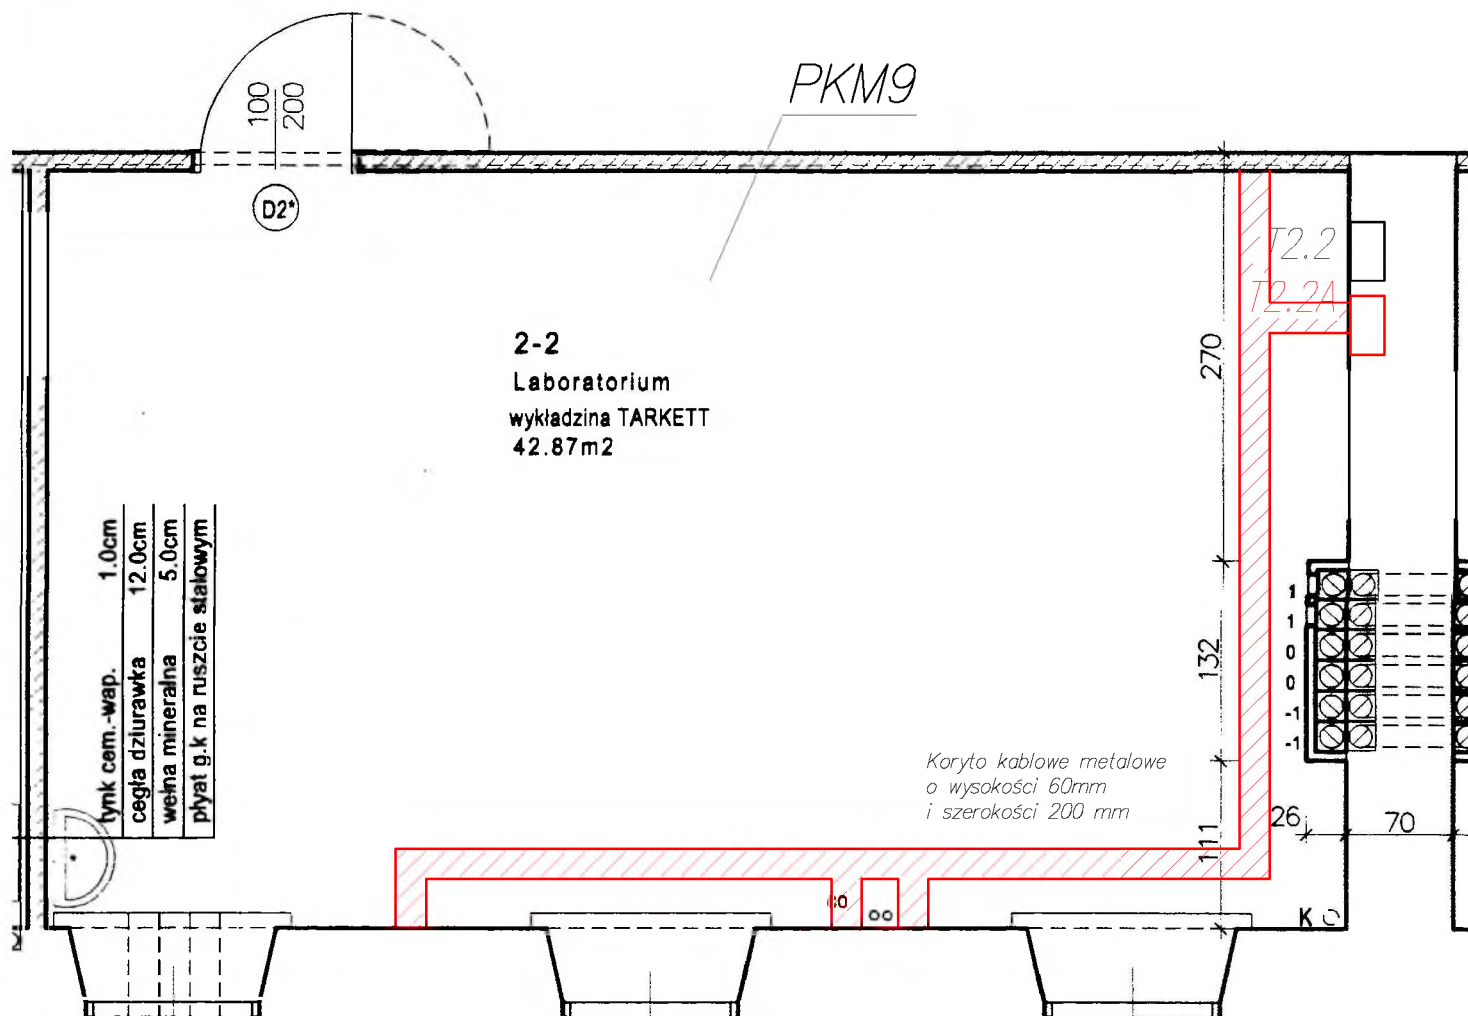 PKM9
100
200
D2*
T2.2
T2.2A
2-2
Laboratorium
wykładzina TARKETT
42.87m2
270
132
111
tynk cem.-wap. 1.0cm
cegła dziurawka 12.0cm
wełna mineralna 5.0cm
płyat g.k na ruszcie stalowym
1
1
0
0
-1
-1
Koryto kablowe metalowe
o wysokości 60mm
i szerokości 200 mm
26
70
K